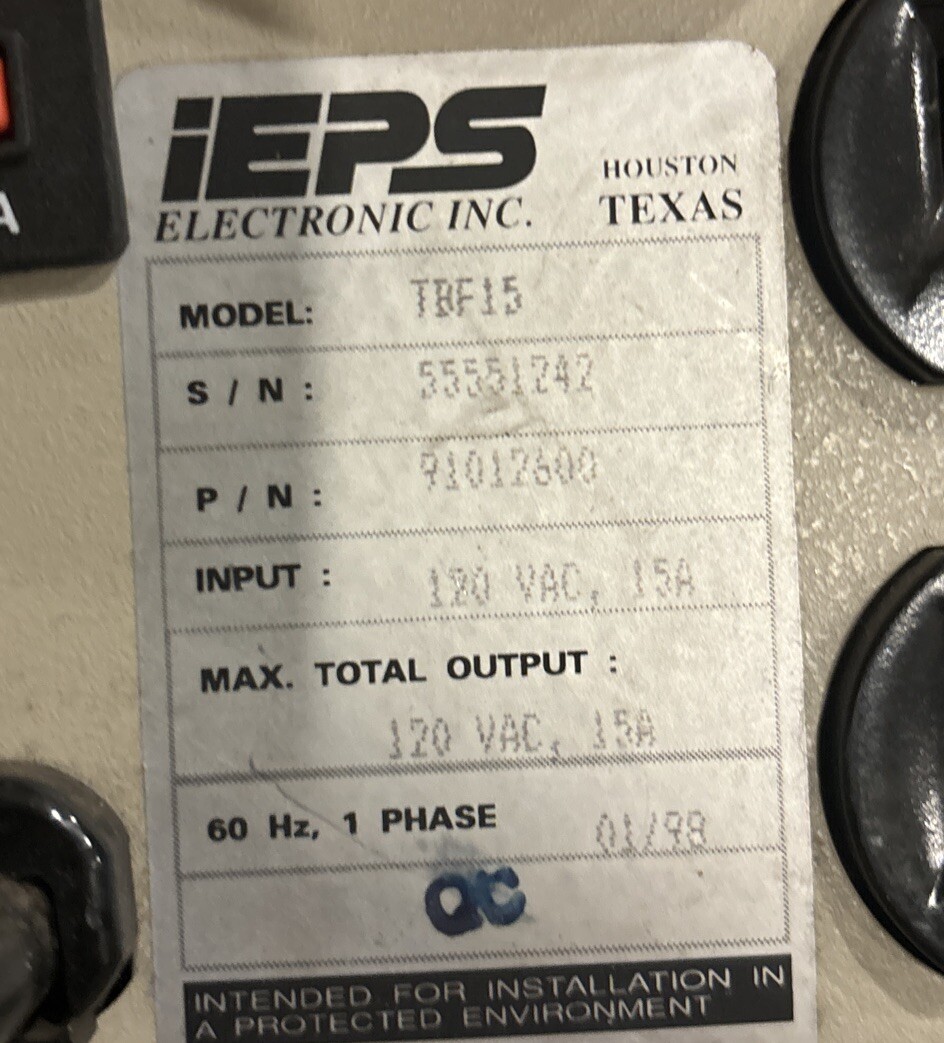 A
iEPS
ELECTRONIC INC.
HOUSTON
TEXAS
MODEL: TBF15
S / N : 55551242
P / N : 91012600
INPUT : 120 VAC, 15A
MAX. TOTAL OUTPUT :
120 VAC, 15A
60 Hz, 1 PHASE 01/98
QC
INTENDED FOR INSTALLATION IN
A PROTECTED ENVIRONMENT